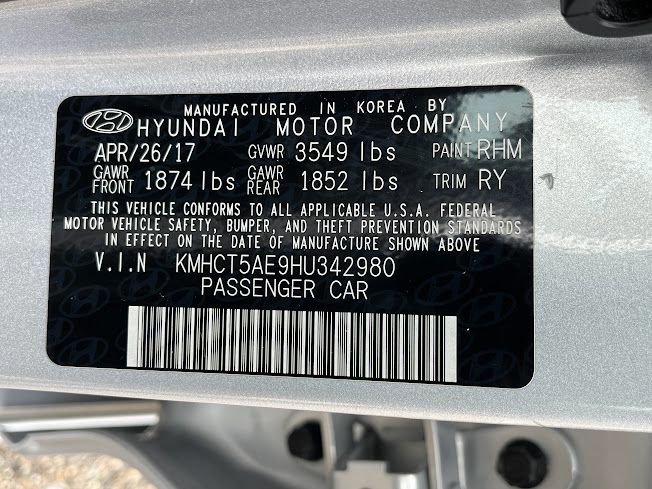 MANUFACTURED IN KOREA BY
HYUNDAI MOTOR COMPANY
APR/26/17 GVWR 3549 lbs PAINT RHM
GAWR FRONT 1874 lbs GAWR REAR 1852 lbs TRIM RY
THIS VEHICLE CONFORMS TO ALL APPLICABLE U.S.A. FEDERAL
MOTOR VEHICLE SAFETY, BUMPER, AND THEFT PREVENTION STANDARDS
IN EFFECT ON THE DATE OF MANUFACTURE SHOWN ABOVE
V.I.N KMHCT5AE9HU342980
PASSENGER CAR